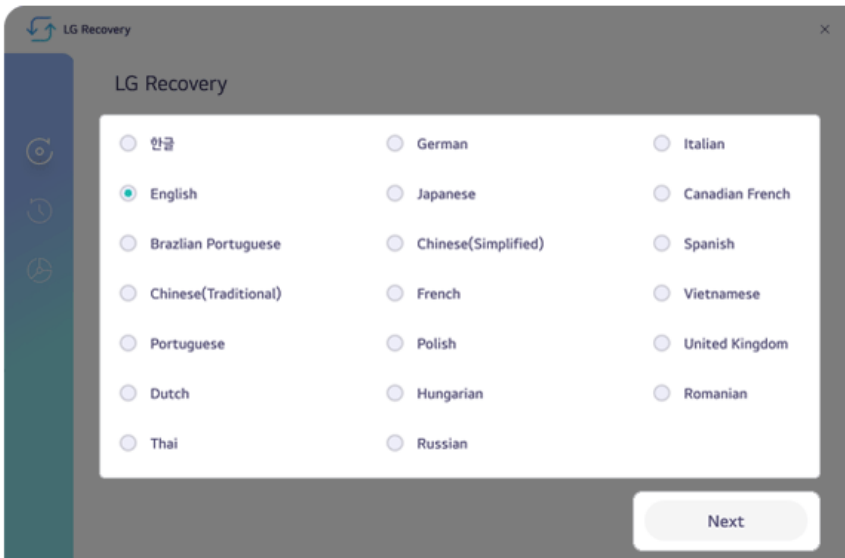 LG Recovery
LG Recovery
한글 German Italian
English Japanese Canadian French
Brazlian Portuguese Chinese(Simplified) Spanish
Chinese(Traditional) French Vietnamese
Portuguese Polish United Kingdom
Dutch Hungarian Romanian
Thai Russian
Next